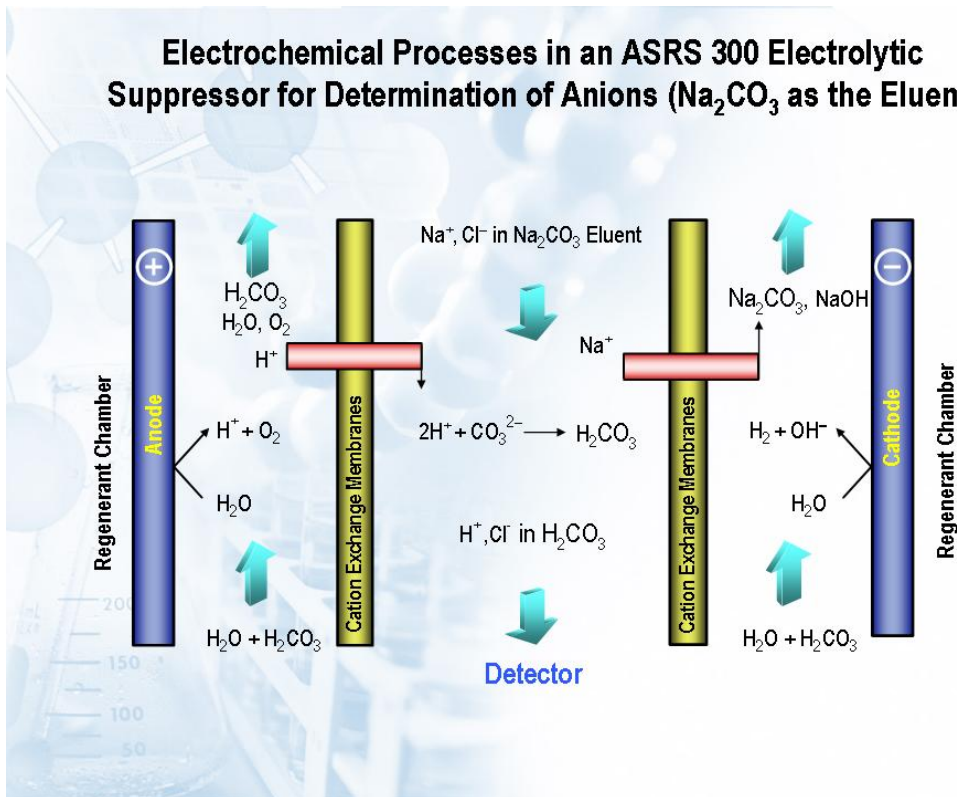 Electrochemical Processes in an ASRS 300 Electrolytic
Suppressor for Determination of Anions (Na₂CO₃ as the Eluen
Na⁺, Cl⁻ in Na₂CO₃ Eluent
+
−
H₂CO₃
H₂O, O₂
Na₂CO₃, NaOH
H⁺
Na⁺
Regenerant Chamber
Anode
H⁺ + O₂
H₂O
Cation Exchange Membranes
2H⁺ + CO₃²⁻ → H₂CO₃
Cation Exchange Membranes
H₂ + OH⁻
H₂O
Cathode
Regenerant Chamber
H⁺,Cl⁻ in H₂CO₃
H₂O + H₂CO₃
H₂O + H₂CO₃
Detector
200
150
100
50